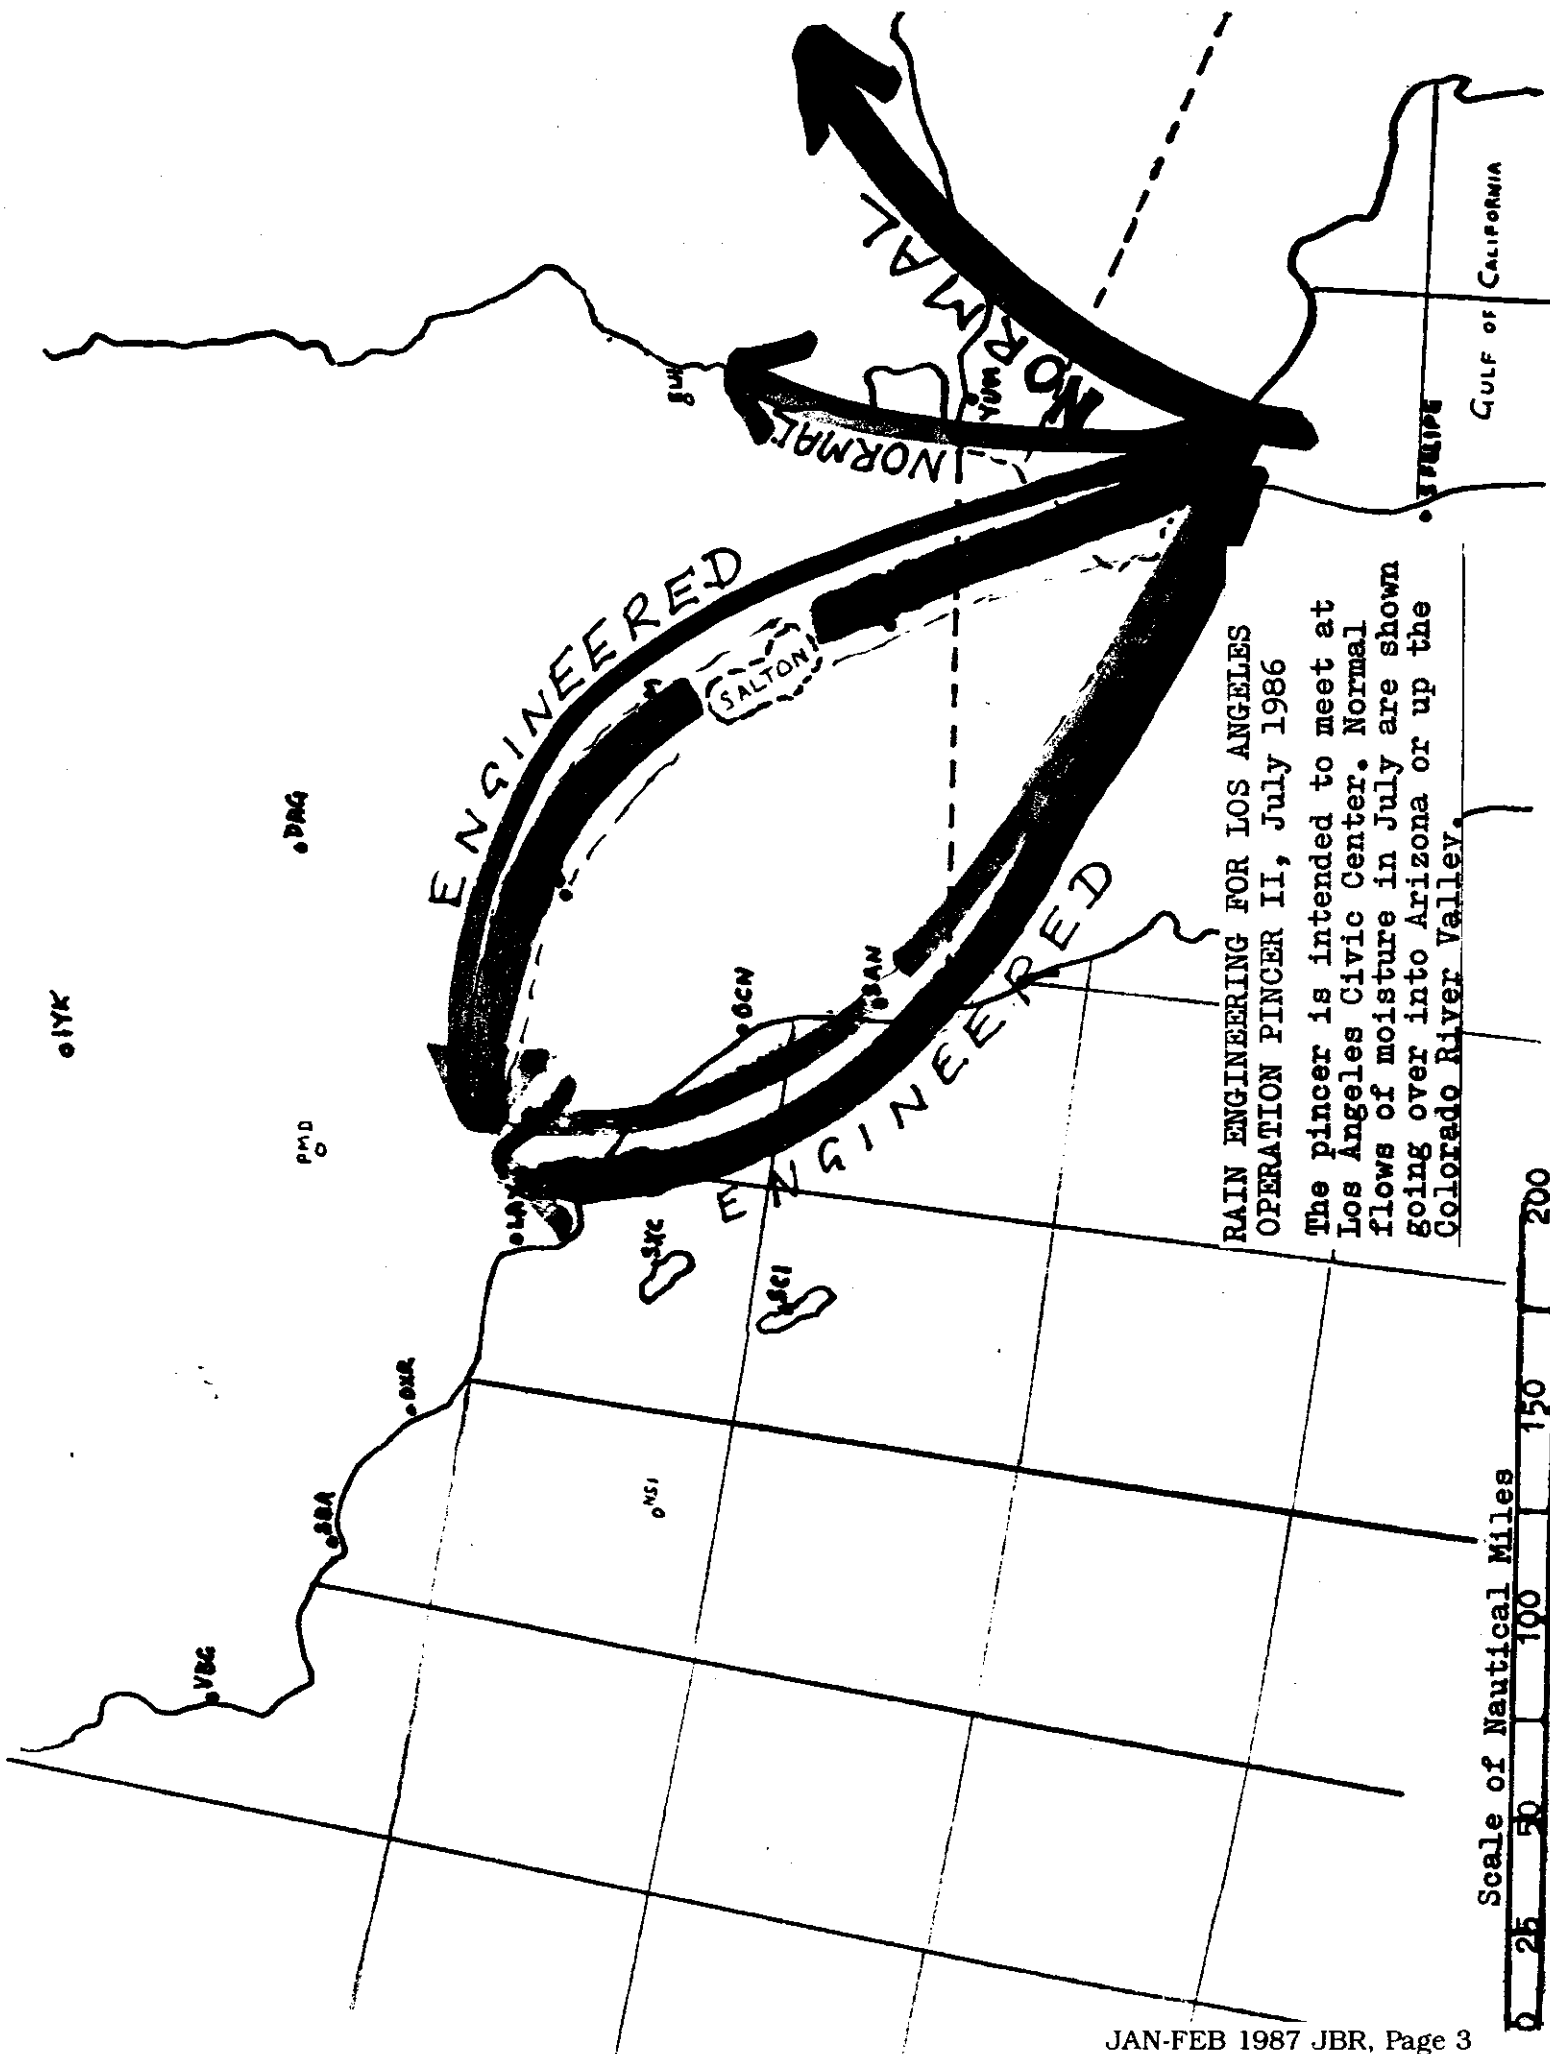 IYK
PMD
DAG
VBG
SBA
OXR
LAX
NSI
SXC
SCI
OCN
SAN
BLH
YUM
SALTON
ENGINEERED
ENGINEERED
NORMAL
NORMAL
S FELIPE
GULF OF CALIFORNIA
RAIN ENGINEERING FOR LOS ANGELES
OPERATION PINCER II, July 1986
The pincer is intended to meet at
Los Angeles Civic Center. Normal
flows of moisture in July are shown
going over into Arizona or up the
Colorado River Valley.
Scale of Nautical Miles
0 25 50 100 150 200
JAN-FEB 1987 JBR, Page 3